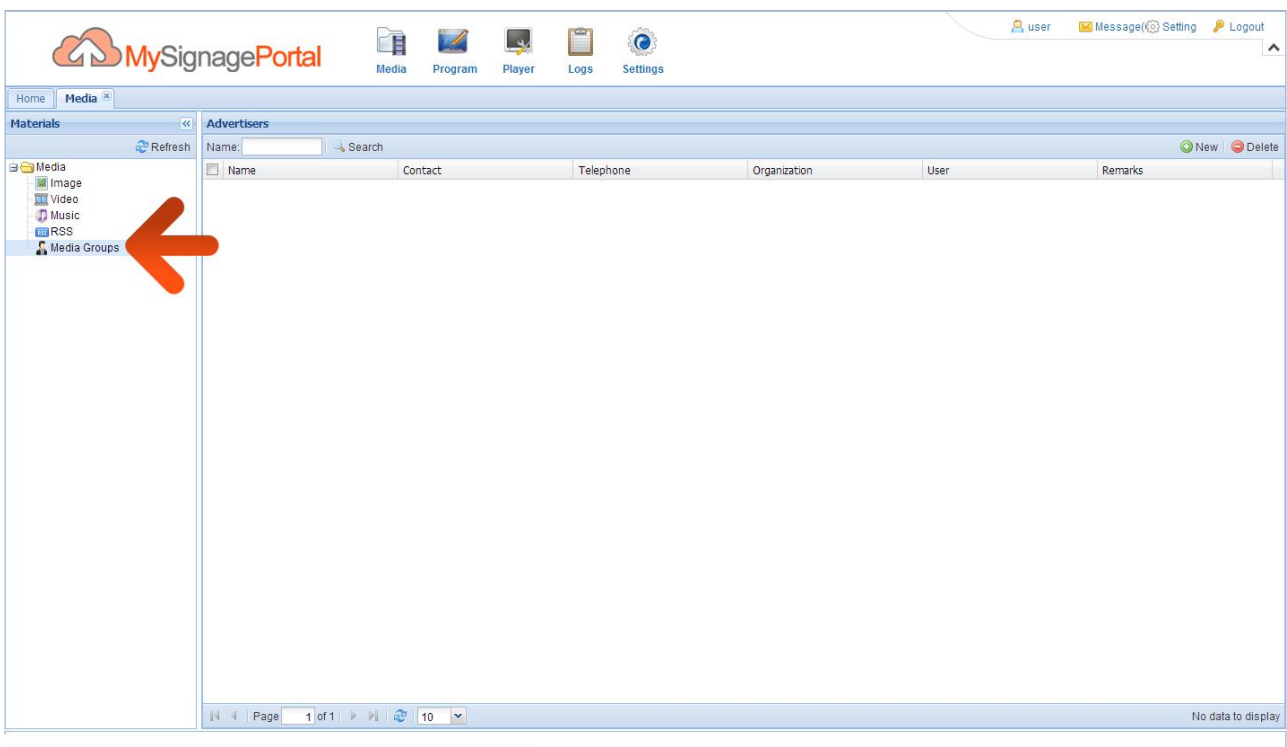 user Message( Setting Logout
MySignagePortal
Media Program Player Logs Settings
Home Media
Materials
Refresh
Media
Image
Video
Music
RSS
Media Groups
Advertisers
Name: Search New Delete
Name Contact Telephone Organization User Remarks
Page 1 of 1 10 No data to display